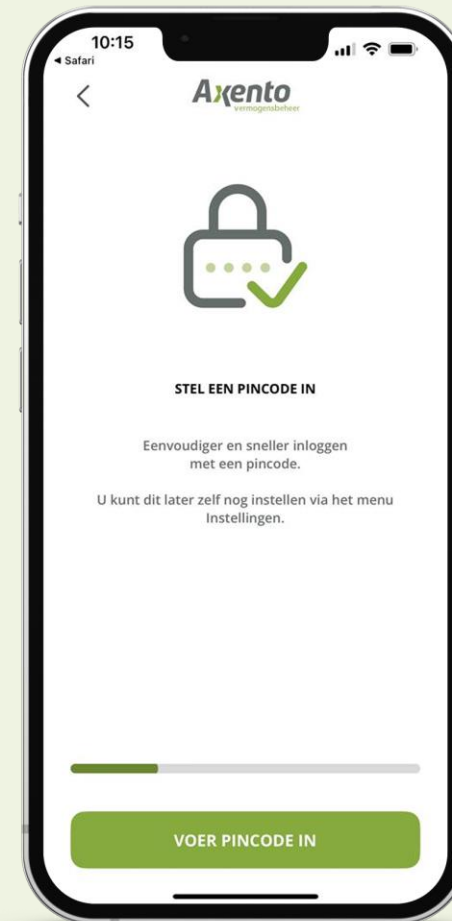 10:15
◂ Safari
Axento
vermogensbeheer
STEL EEN PINCODE IN
Eenvoudiger en sneller inloggen
met een pincode.
U kunt dit later zelf nog instellen via het menu
Instellingen.
VOER PINCODE IN